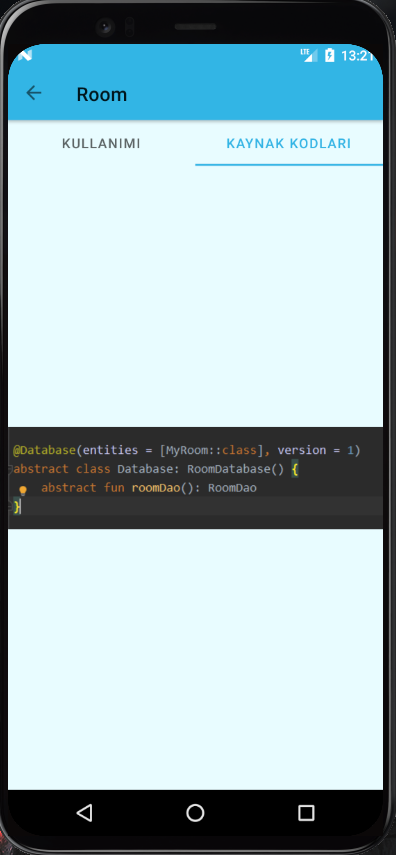 LTE 13:21
Room
KULLANIMI KAYNAK KODLARI
@Database(entities = [MyRoom::class], version = 1)
abstract class Database: RoomDatabase() {
abstract fun roomDao(): RoomDao
}